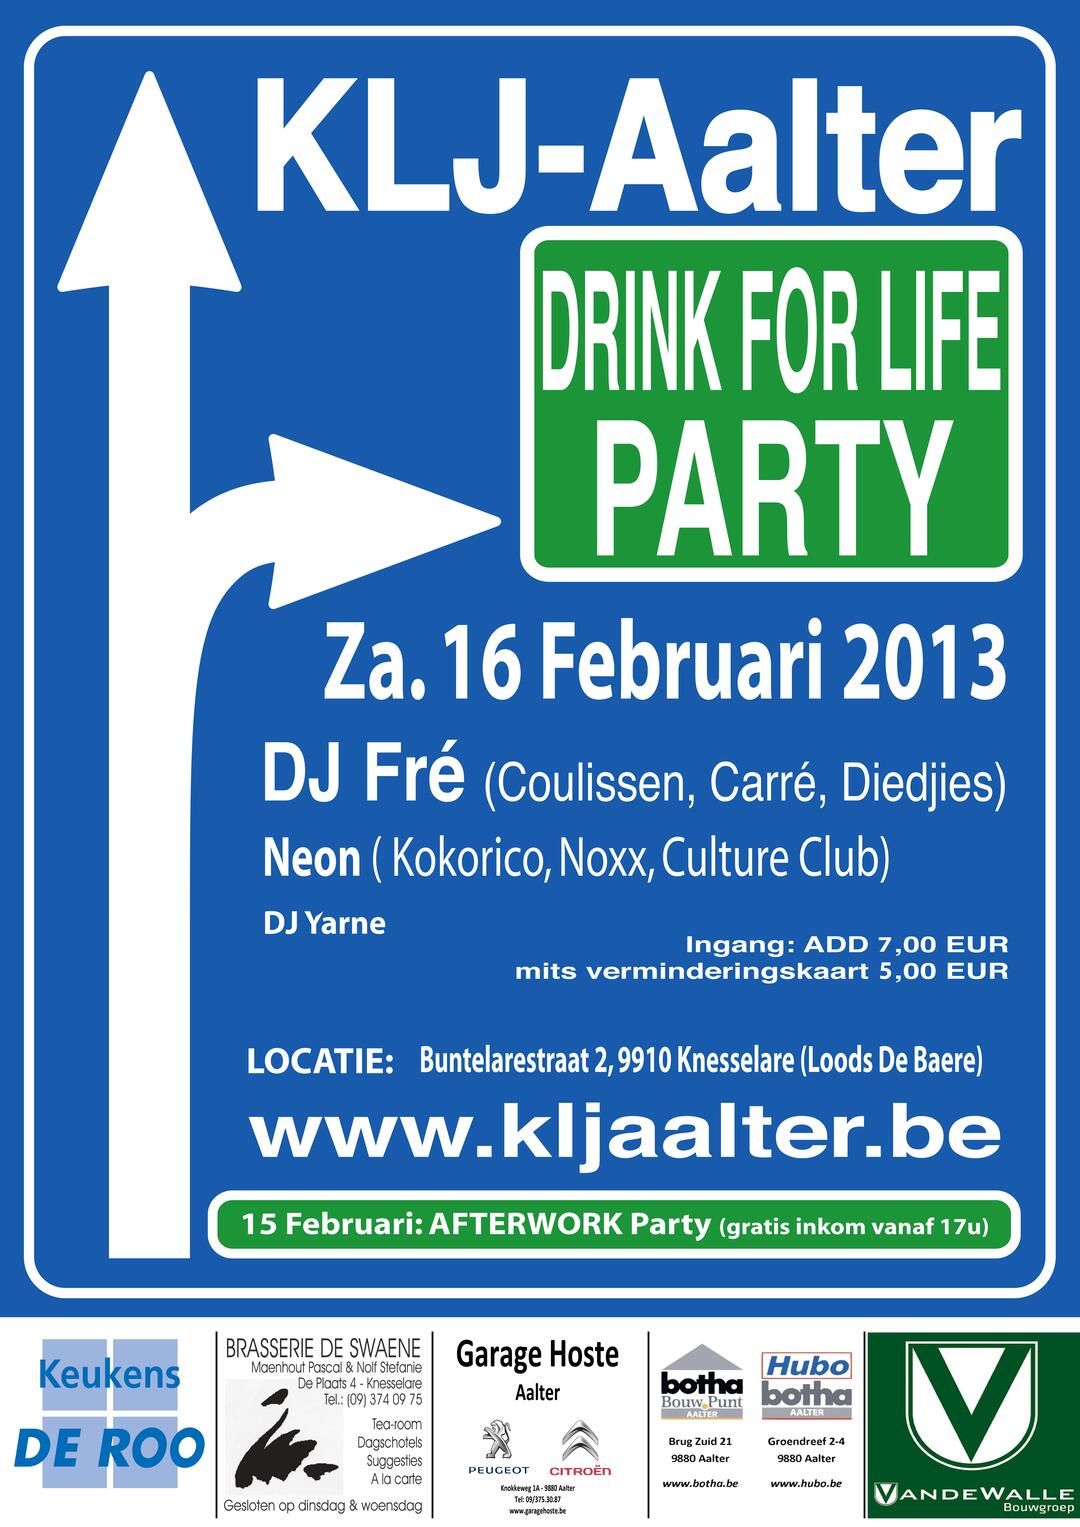 KLJ-Aalter
DRINK FOR LIFE
PARTY
Za. 16 Februari 2013
DJ Fré (Coulissen, Carré, Diedjies)
Neon ( Kokorico, Noxx, Culture Club)
DJ Yarne
Ingang: ADD 7,00 EUR
mits verminderingskaart 5,00 EUR
LOCATIE: Buntelarestraat 2, 9910 Knesselare (Loods De Baere)
www.kljaalter.be
15 Februari: AFTERWORK Party (gratis inkom vanaf 17u)
Keukens
DE ROO
BRASSERIE DE SWAENE
Maenhout Pascal & Nolf Stefanie
De Plaats 4 - Knesselare
Tel.: (09) 374 09 75
Tea-room
Dagschotels
Suggesties
A la carte
Gesloten op dinsdag & woensdag
Garage Hoste
Aalter
PEUGEOT CITROËN
Knokkeweg 1A - 9880 Aalter
Tel: 09/375.30.87
www.garagehoste.be
botha
Bouw Punt
AALTER
Brug Zuid 21
9880 Aalter
www.botha.be
Hubo
botha
AALTER
Groendreef 2-4
9880 Aalter
www.hubo.be
VANDEWALLE
Bouwgroep